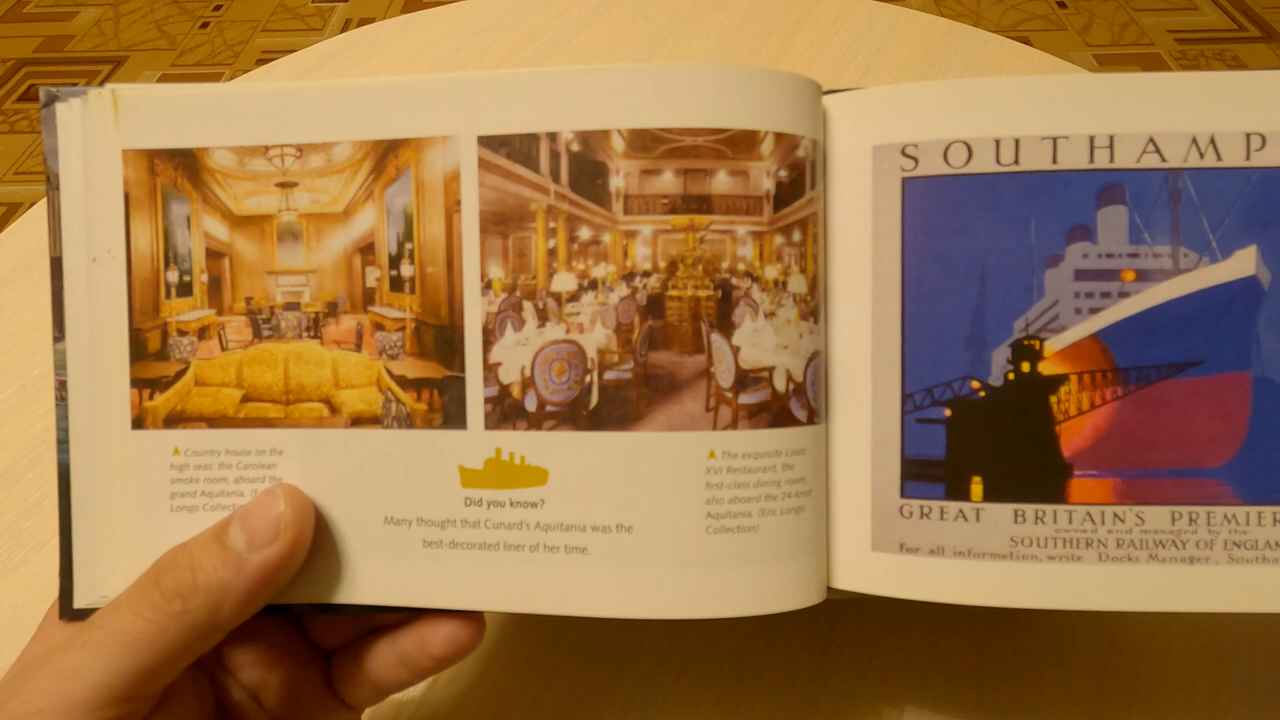 Country house on the
high seas: the Carolean
smoke room, aboard the
grand Aquitania.
Longo
Did you know?
Many thought that Cunard's Aquitania was the
best-decorated liner of her time.
The exquisite Louis
XVI Restaurant, the
first-class dining room,
also aboard the 24-knot
Aquitania. (Eric Longo
Collection)
SOUTHAMP
GREAT BRITAIN'S PREMIER
owned and managed by the
SOUTHERN RAILWAY OF ENGLAN
For all information, write Docks Manager, Southa